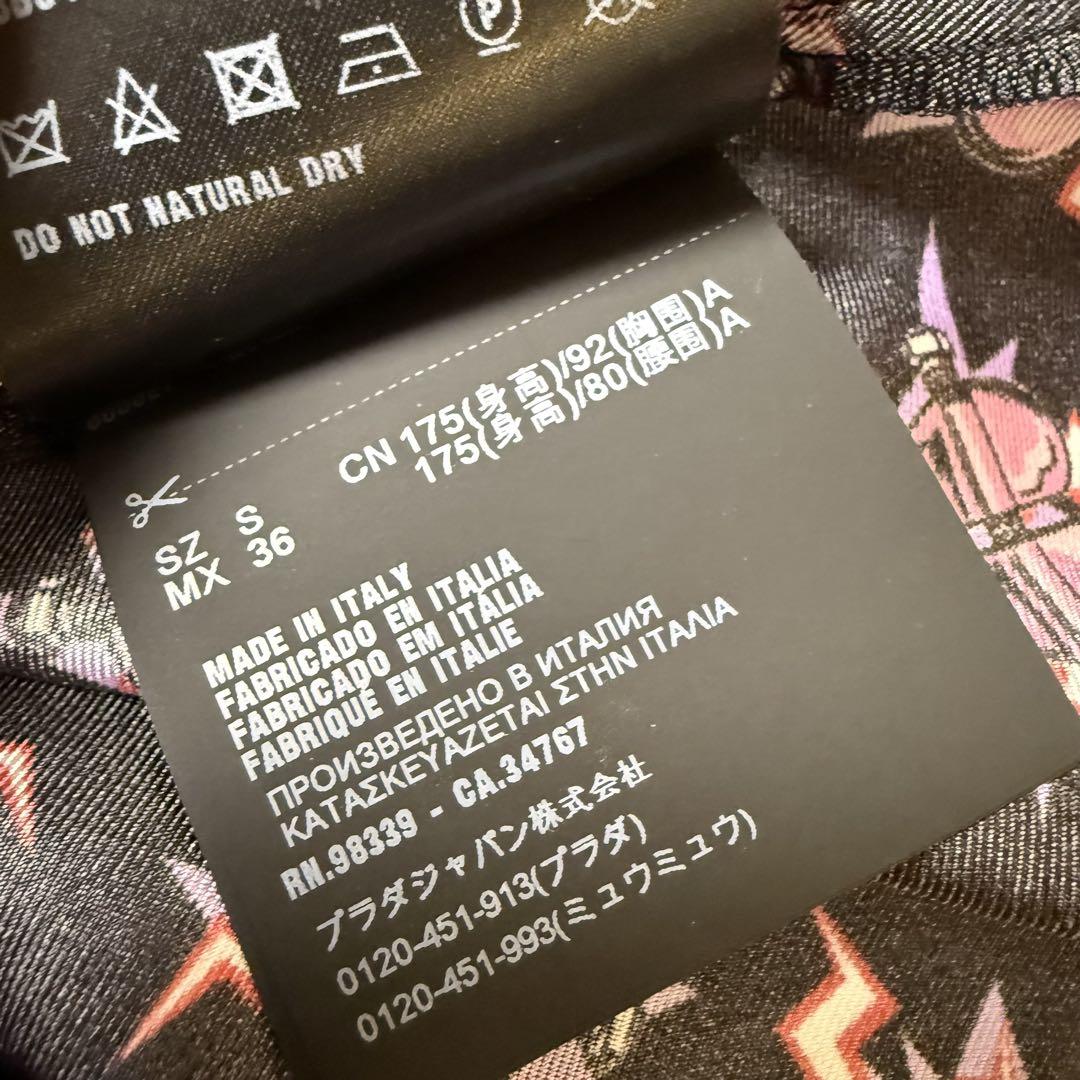 DO NOT NATURAL DRY
CN 175(身高)/92(胸围)A
175(身高)/80(腰围)A
SZ S
MX 36
MADE IN ITALY
FABRICADO EN ITALIA
FABRICADO EM ITÁLIA
FABRIQUÉ EN ITALIE
ПРОИЗВЕДЕНО В ИТАЛИЯ
ΚΑΤΑΣΚΕΥΑΖΕΤΑΙ ΣΤΗΝ ΙΤΑΛΙΑ
RN.98339 - CA.34767
プラダジャパン株式会社
0120-451-913(プラダ)
0120-451-993(ミュウミュウ)